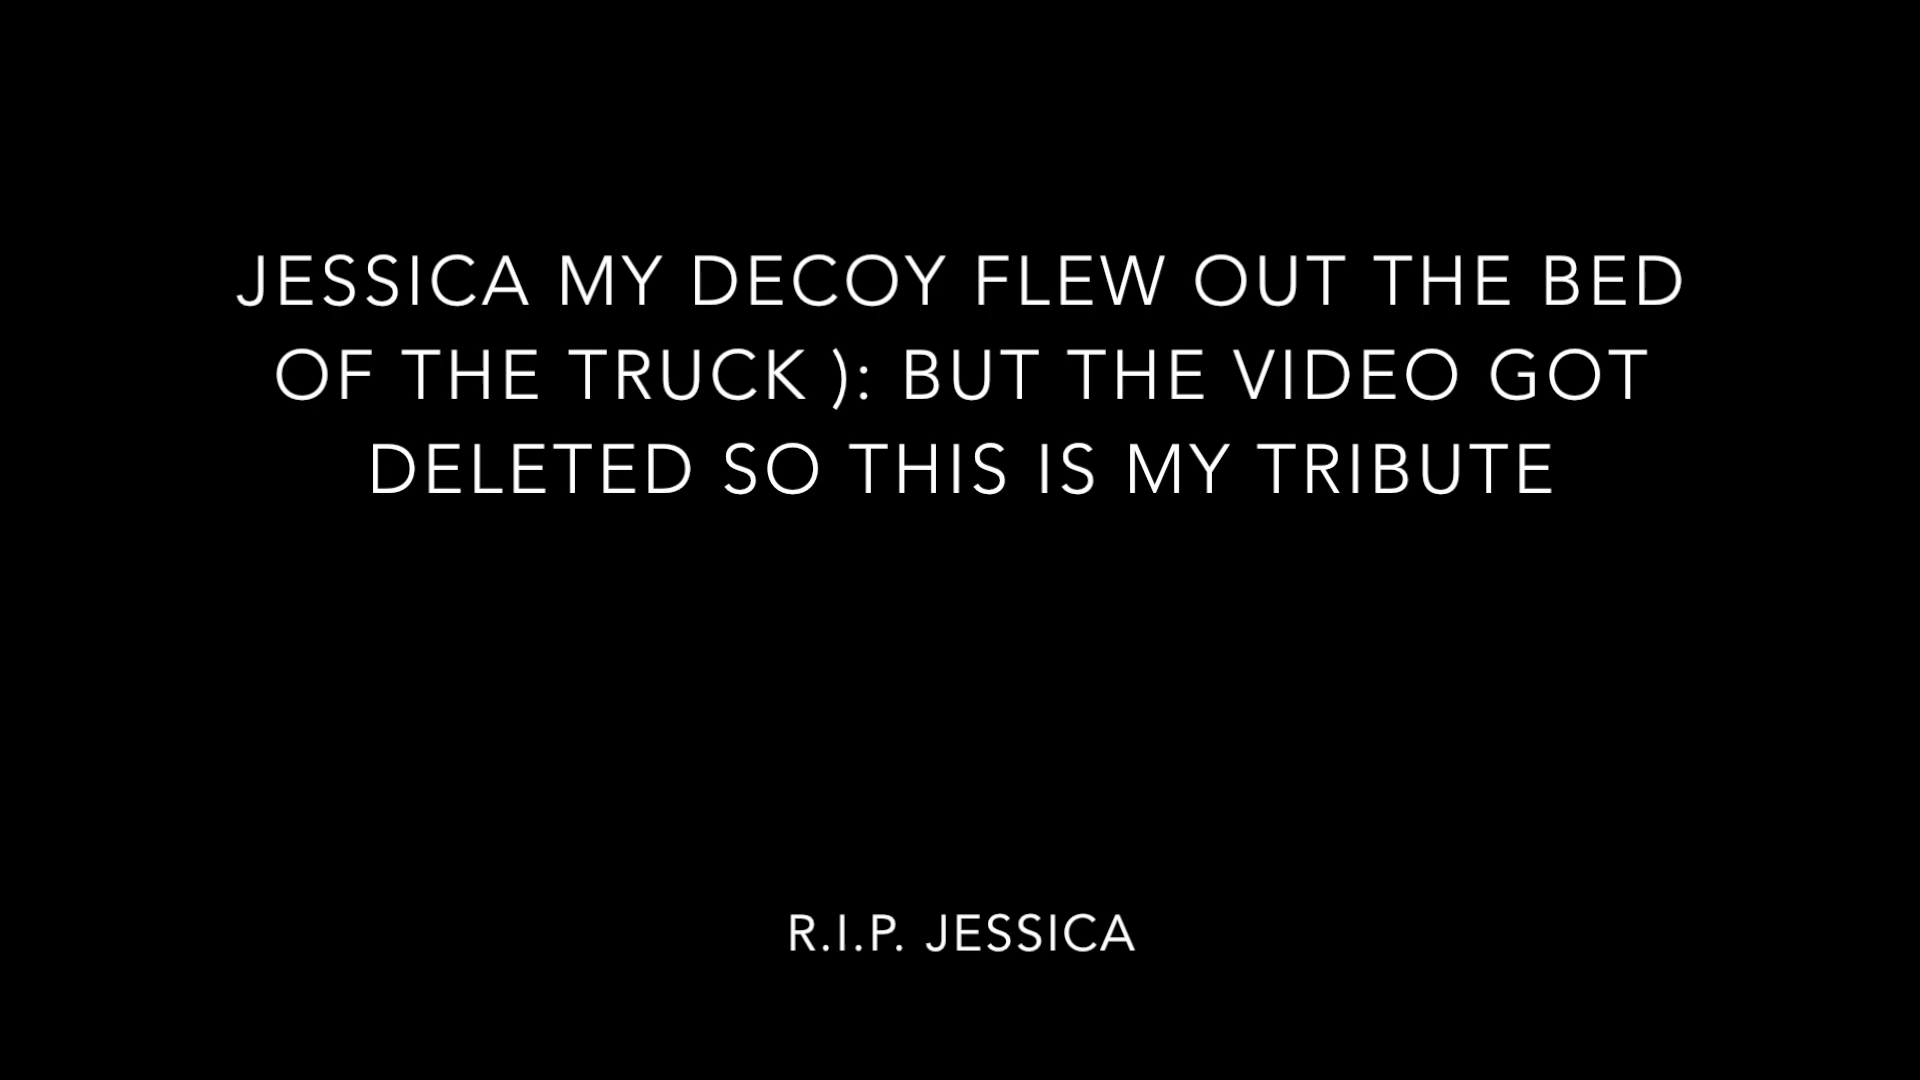 JESSICA MY DECOY FLEW OUT THE BED
OF THE TRUCK ): BUT THE VIDEO GOT
DELETED SO THIS IS MY TRIBUTE
R.I.P. JESSICA